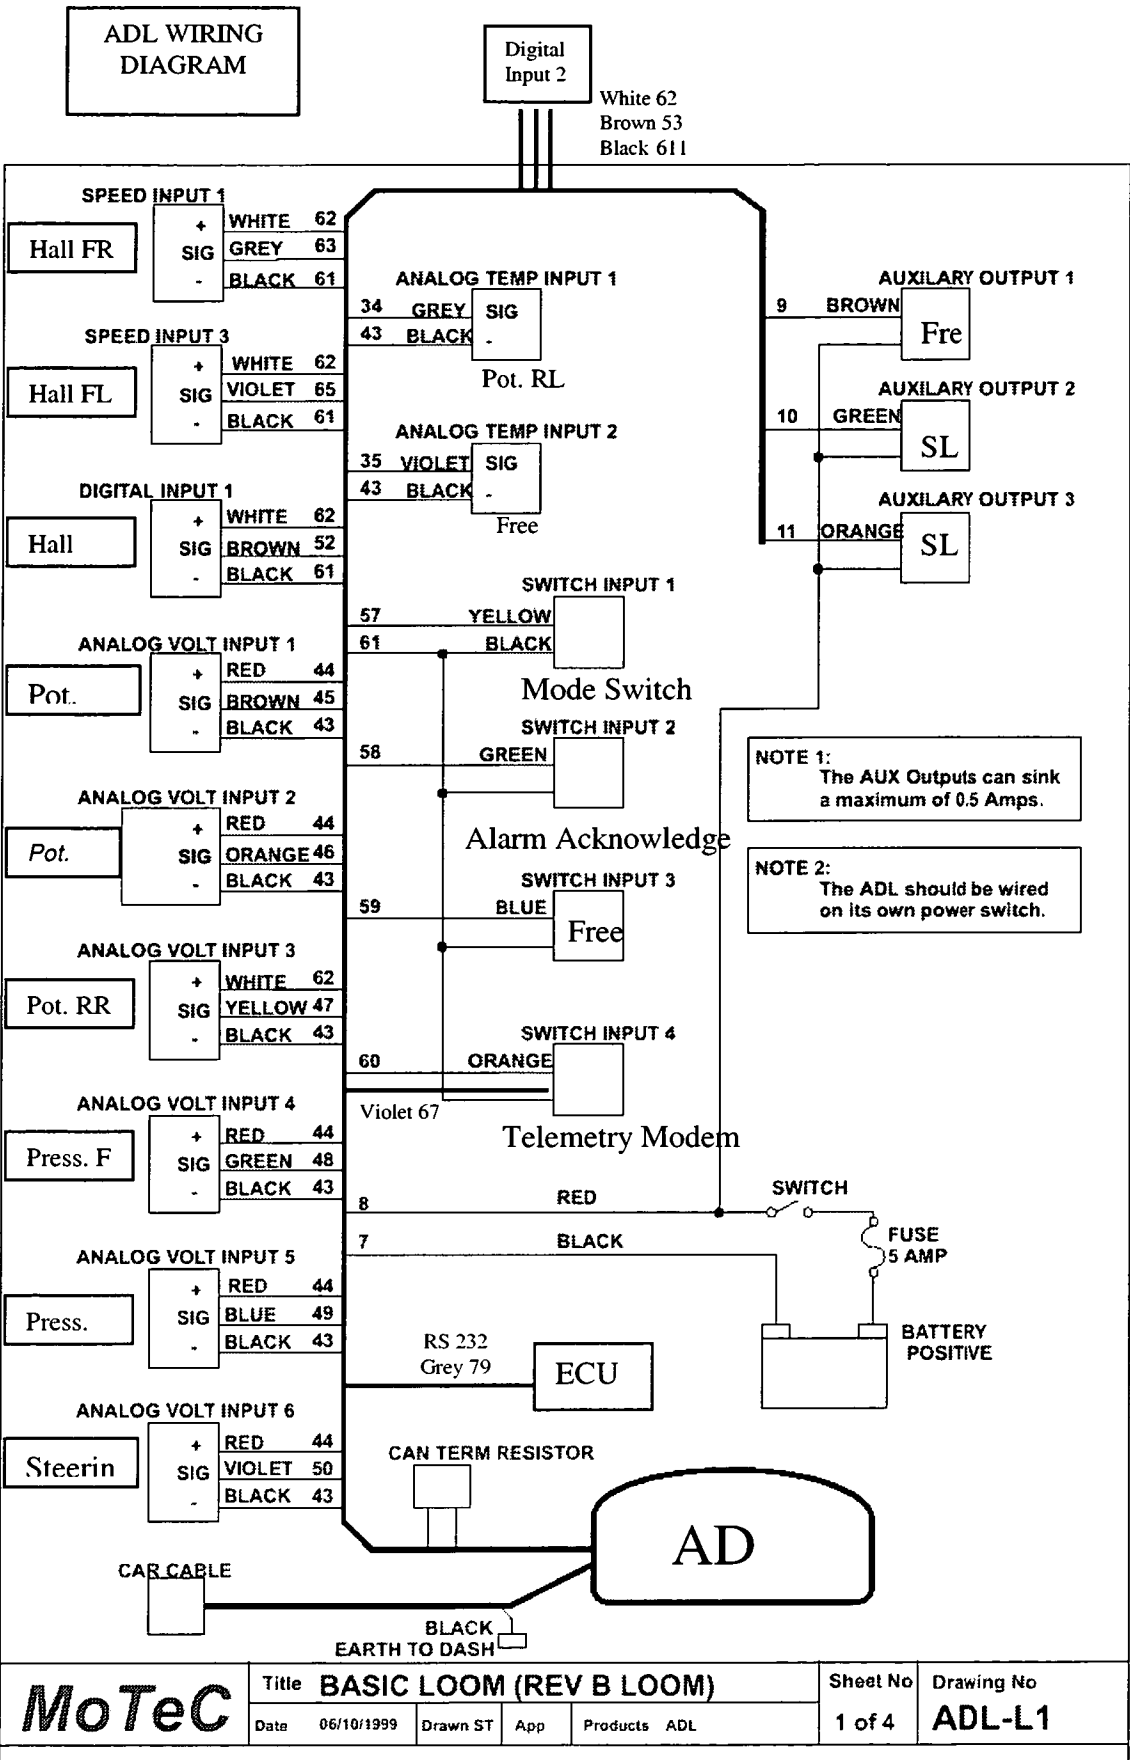 ADL WIRING
DIAGRAM
Digital
Input 2
White 62
Brown 53
Black 611
SPEED INPUT 1
Hall FR
+ WHITE 62
SIG GREY 63
- BLACK 61
SPEED INPUT 3
Hall FL
+ WHITE 62
SIG VIOLET 65
- BLACK 61
DIGITAL INPUT 1
Hall
+ WHITE 62
SIG BROWN 52
- BLACK 61
ANALOG VOLT INPUT 1
Pot..
+ RED 44
SIG BROWN 45
- BLACK 43
ANALOG VOLT INPUT 2
Pot.
+ RED 44
SIG ORANGE 46
- BLACK 43
ANALOG VOLT INPUT 3
Pot. RR
+ WHITE 62
SIG YELLOW 47
- BLACK 43
ANALOG VOLT INPUT 4
Press. F
+ RED 44
SIG GREEN 48
- BLACK 43
ANALOG VOLT INPUT 5
Press.
+ RED 44
SIG BLUE 49
- BLACK 43
ANALOG VOLT INPUT 6
Steerin
+ RED 44
SIG VIOLET 50
- BLACK 43
ANALOG TEMP INPUT 1
34 GREY SIG
43 BLACK -
Pot. RL
ANALOG TEMP INPUT 2
35 VIOLET SIG
43 BLACK -
Free
SWITCH INPUT 1
57 YELLOW
61 BLACK
Mode Switch
SWITCH INPUT 2
58 GREEN
Alarm Acknowledge
SWITCH INPUT 3
59 BLUE
Free
SWITCH INPUT 4
60 ORANGE
Violet 67
Telemetry Modem
8 RED
7 BLACK
AUXILARY OUTPUT 1
9 BROWN
Fre
AUXILARY OUTPUT 2
10 GREEN
SL
AUXILARY OUTPUT 3
11 ORANGE
SL
NOTE 1:
The AUX Outputs can sink
a maximum of 0.5 Amps.
NOTE 2:
The ADL should be wired
on its own power switch.
SWITCH
FUSE
5 AMP
BATTERY
POSITIVE
RS 232
Grey 79
ECU
CAN TERM RESISTOR
AD
CAR CABLE
BLACK
EARTH TO DASH
MoTeC
Title BASIC LOOM (REV B LOOM)
Date 06/10/1999 Drawn ST App Products ADL
Sheet No
1 of 4
Drawing No
ADL-L1